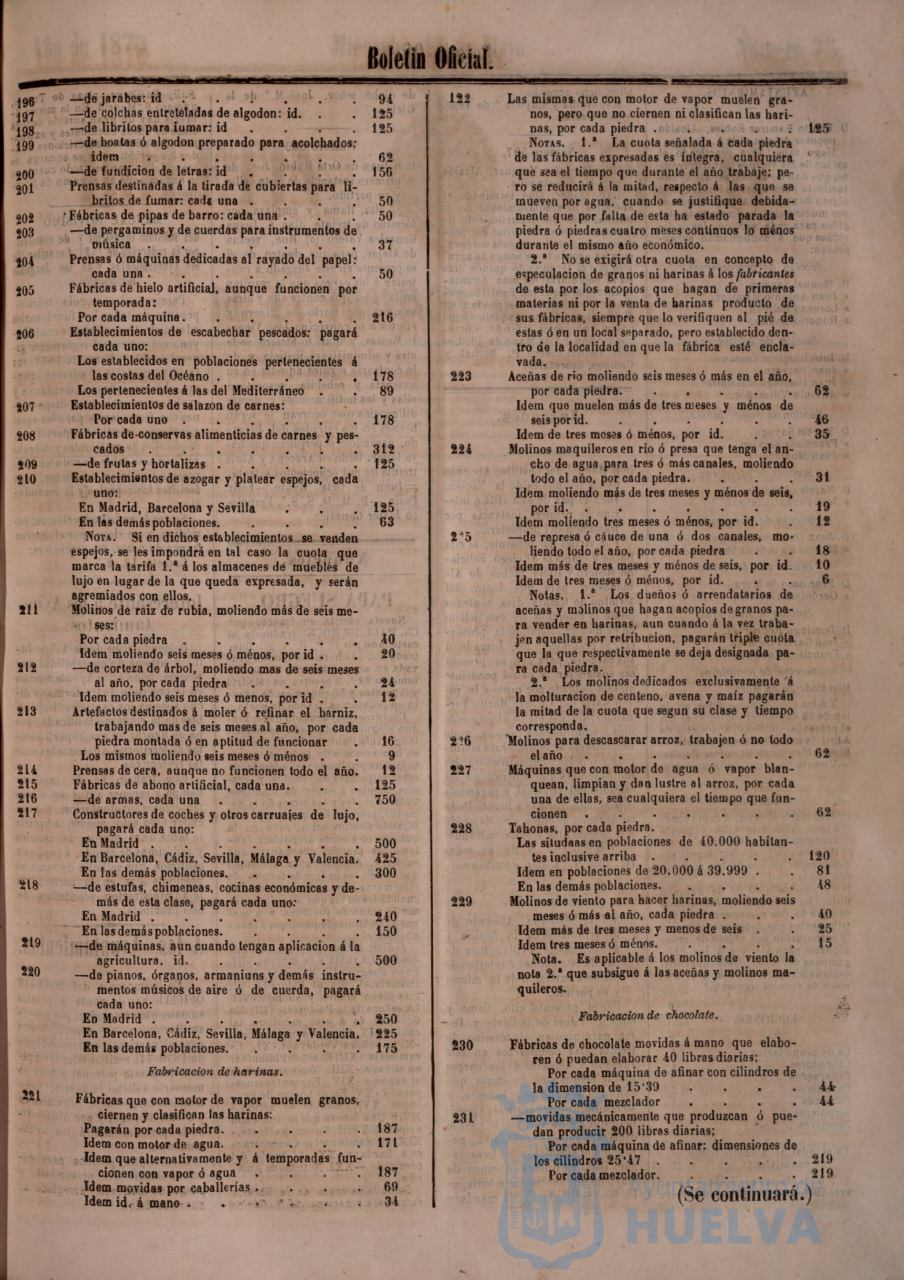 Boletin Oficial.
196 —de jarabes: id . . . . . . 94
197 —de colchas entreteladas de algodon: id. . . 125
198 —de libritos para fumar: id . . . . 125
199 —de boatas ó algodon preparado para acolchados:
idem . . . . . . . 62
200 —de fundicion de letras: id . . . . 156
201 Prensas destinadas á la tirada de cubiertas para li-
britos de fumar: cada una . . . . 50
202 Fábricas de pipas de barro: cada una . . . 50
203 —de pergaminos y de cuerdas para instrumentos de
música . . . . . . . 37
204 Prensas ó máquinas dedicadas al rayado del papel:
cada una . . . . . . . 50
205 Fábricas de hielo artificial, aunque funcionen por
temporada:
Por cada máquina. . . . . . 216
206 Establecimientos de escabechar pescados: pagará
cada uno:
Los establecidos en poblaciones pertenecientes á
las costas del Océano . . . . . 178
Los pertenecientes á las del Mediterráneo . . 89
207 Establecimientos de salazon de carnes:
Por cada uno . . . . . . 178
208 Fábricas de conservas alimenticias de carnes y pes-
cados . . . . . . . 312
209 —de frutas y hortalizas . . . . . 125
210 Establecimientos de azogar y platear espejos, cada
uno:
En Madrid, Barcelona y Sevilla . . . 125
En las demás poblaciones. . . . . 63
NOTA. Si en dichos establecimientos se venden
espejos, se les impondrá en tal caso la cuota que
marca la tarifa 1.ª á los almacenes de muebles de
lujo en lugar de la que queda expresada, y serán
agremiados con ellos.
211 Molinos de raiz de rubia, moliendo más de seis me-
ses:
Por cada piedra . . . . . . 40
Idem moliendo seis meses ó ménos, por id . . 20
212 —de corteza de árbol, moliendo mas de seis meses
al año, por cada piedra . . . . 24
Idem moliendo seis meses ó menos, por id . . 12
213 Artefactos destinados á moler ó refinar el barniz,
trabajando mas de seis meses al año, por cada
piedra montada ó en aptitud de funcionar . 16
Los mismos moliendo seis meses ó ménos . . 9
214 Prensas de cera, aunque no funcionen todo el año. 12
215 Fábricas de abono artificial, cada una. . . 125
216 —de armas, cada una . . . . . 750
217 Constructores de coches y otros carruajes de lujo,
pagará cada uno:
En Madrid . . . . . . . 500
En Barcelona, Cádiz, Sevilla, Málaga y Valencia. 425
En las demás poblaciones. . . . . 300
218 —de estufas, chimeneas, cocinas económicas y de-
más de esta clase, pagará cada uno:
En Madrid . . . . . . . 240
En las demás poblaciones. . . . . 150
219 —de máquinas, aun cuando tengan aplicacion á la
agricultura, id. . . . . . 500
220 —de pianos, órganos, armaniuns y demás instru-
mentos músicos de aire ó de cuerda, pagará
cada uno:
En Madrid . . . . . . . 250
En Barcelona, Cádiz, Sevilla, Málaga y Valencia. 225
En las demás poblaciones. . . . . 175
Fabricacion de harinas.
221 Fábricas que con motor de vapor muelen granos,
ciernen y clasifican las harinas:
Pagarán por cada piedra. . . . . 187
Idem con motor de agua. . . . . 171
Idem que alternativamente y á temporadas fun-
cionen con vapor ó agua . . . . 187
Idem movidas por caballerías . . . . 69
Idem id. á mano . . . . . . 34
122 Las mismas que con motor de vapor muelen gra-
nos, pero que no ciernen ni clasifican las hari-
nas, por cada piedra . . . . . 125
NOTAS. 1.ª La cuota señalada á cada piedra
de las fábricas expresadas es íntegra, cualquiera
que sea el tiempo que durante el año trabaje; pe-
ro se reducirá á la mitad, respecto á las que se
mueven por agua, cuando se justifique debida-
mente que por falta de esta ha estado parada la
piedra ó piedras cuatro meses continuos lo ménos
durante el mismo año económico.
2.ª No se exigirá otra cuota en concepto de
especulacion de granos ni harinas á los fabricantes
de esta por los acopios que hagan de primeras
materias ni por la venta de harinas producto de
sus fábricas, siempre que lo verifiquen al pié de
estas ó en un local separado, pero establecido den-
tro de la localidad en que la fábrica esté encla-
vada.
223 Aceñas de rio moliendo seis meses ó más en el año,
por cada piedra. . . . . . 62
Idem que muelen más de tres meses y ménos de
seis por id. . . . . . . 46
Idem de tres meses ó ménos, por id. . . 35
224 Molinos maquileros en rio ó presa que tenga el an-
cho de agua para tres ó más canales, moliendo
todo el año, por cada piedra. . . . 31
Idem moliendo más de tres meses y ménos de seis,
por id. . . . . . . . 19
Idem moliendo tres meses ó ménos, por id. . 12
225 —de represa ó cáuce de una ó dos canales, mo-
liendo todo el año, por cada piedra . . 18
Idem más de tres meses y ménos de seis, por id. 10
Idem de tres meses ó ménos, por id. . . 6
Notas. 1.ª Los dueños ó arrendatarios de
aceñas y molinos que hagan acopios de granos pa-
ra vender en harinas, aun cuando á la vez traba-
jen aquellas por retribucion, pagarán triple cuota
que la que respectivamente se deja designada pa-
ra cada piedra.
2.ª Los molinos dedicados exclusivamente á
la molturacion de centeno, avena y maíz pagarán
la mitad de la cuota que segun su clase y tiempo
corresponda.
226 Molinos para descascarar arroz, trabajen ó no todo
el año . . . . . . . 62
227 Máquinas que con motor de agua ó vapor blan-
quean, limpian y dan lustre al arroz, por cada
una de ellas, sea cualquiera el tiempo que fun-
cionen . . . . . . . 62
228 Tahonas, por cada piedra.
Las situdas en poblaciones de 40.000 habitan-
tes inclusive arriba . . . . . 120
Idem en poblaciones de 20.000 á 39.999 . . 81
En las demás poblaciones. . . . . 48
229 Molinos de viento para hacer harinas, moliendo seis
meses ó más al año, cada piedra . . . 40
Idem más de tres meses y menos de seis . . 25
Idem tres meses ó ménos. . . . . 15
Nota. Es aplicable á los molinos de viento la
nota 2.ª que subsigue á las aceñas y molinos ma-
quileros.
Fabricacion de chocolate.
230 Fábricas de chocolate movidas á mano que elabo-
ren ó puedan elaborar 40 libras diarias:
Por cada máquina de afinar con cilindros de
la dimension de 15'39 . . . . 44
Por cada mezclador . . . . 44
231 —movidas mecánicamente que produzcan ó pue-
dan producir 200 libras diarias;
Por cada máquina de afinar: dimensiones de
los cilindros 25'47 . . . . . 219
Por cada mezclador. . . . . 219
(Se continuará.)
HUELVA